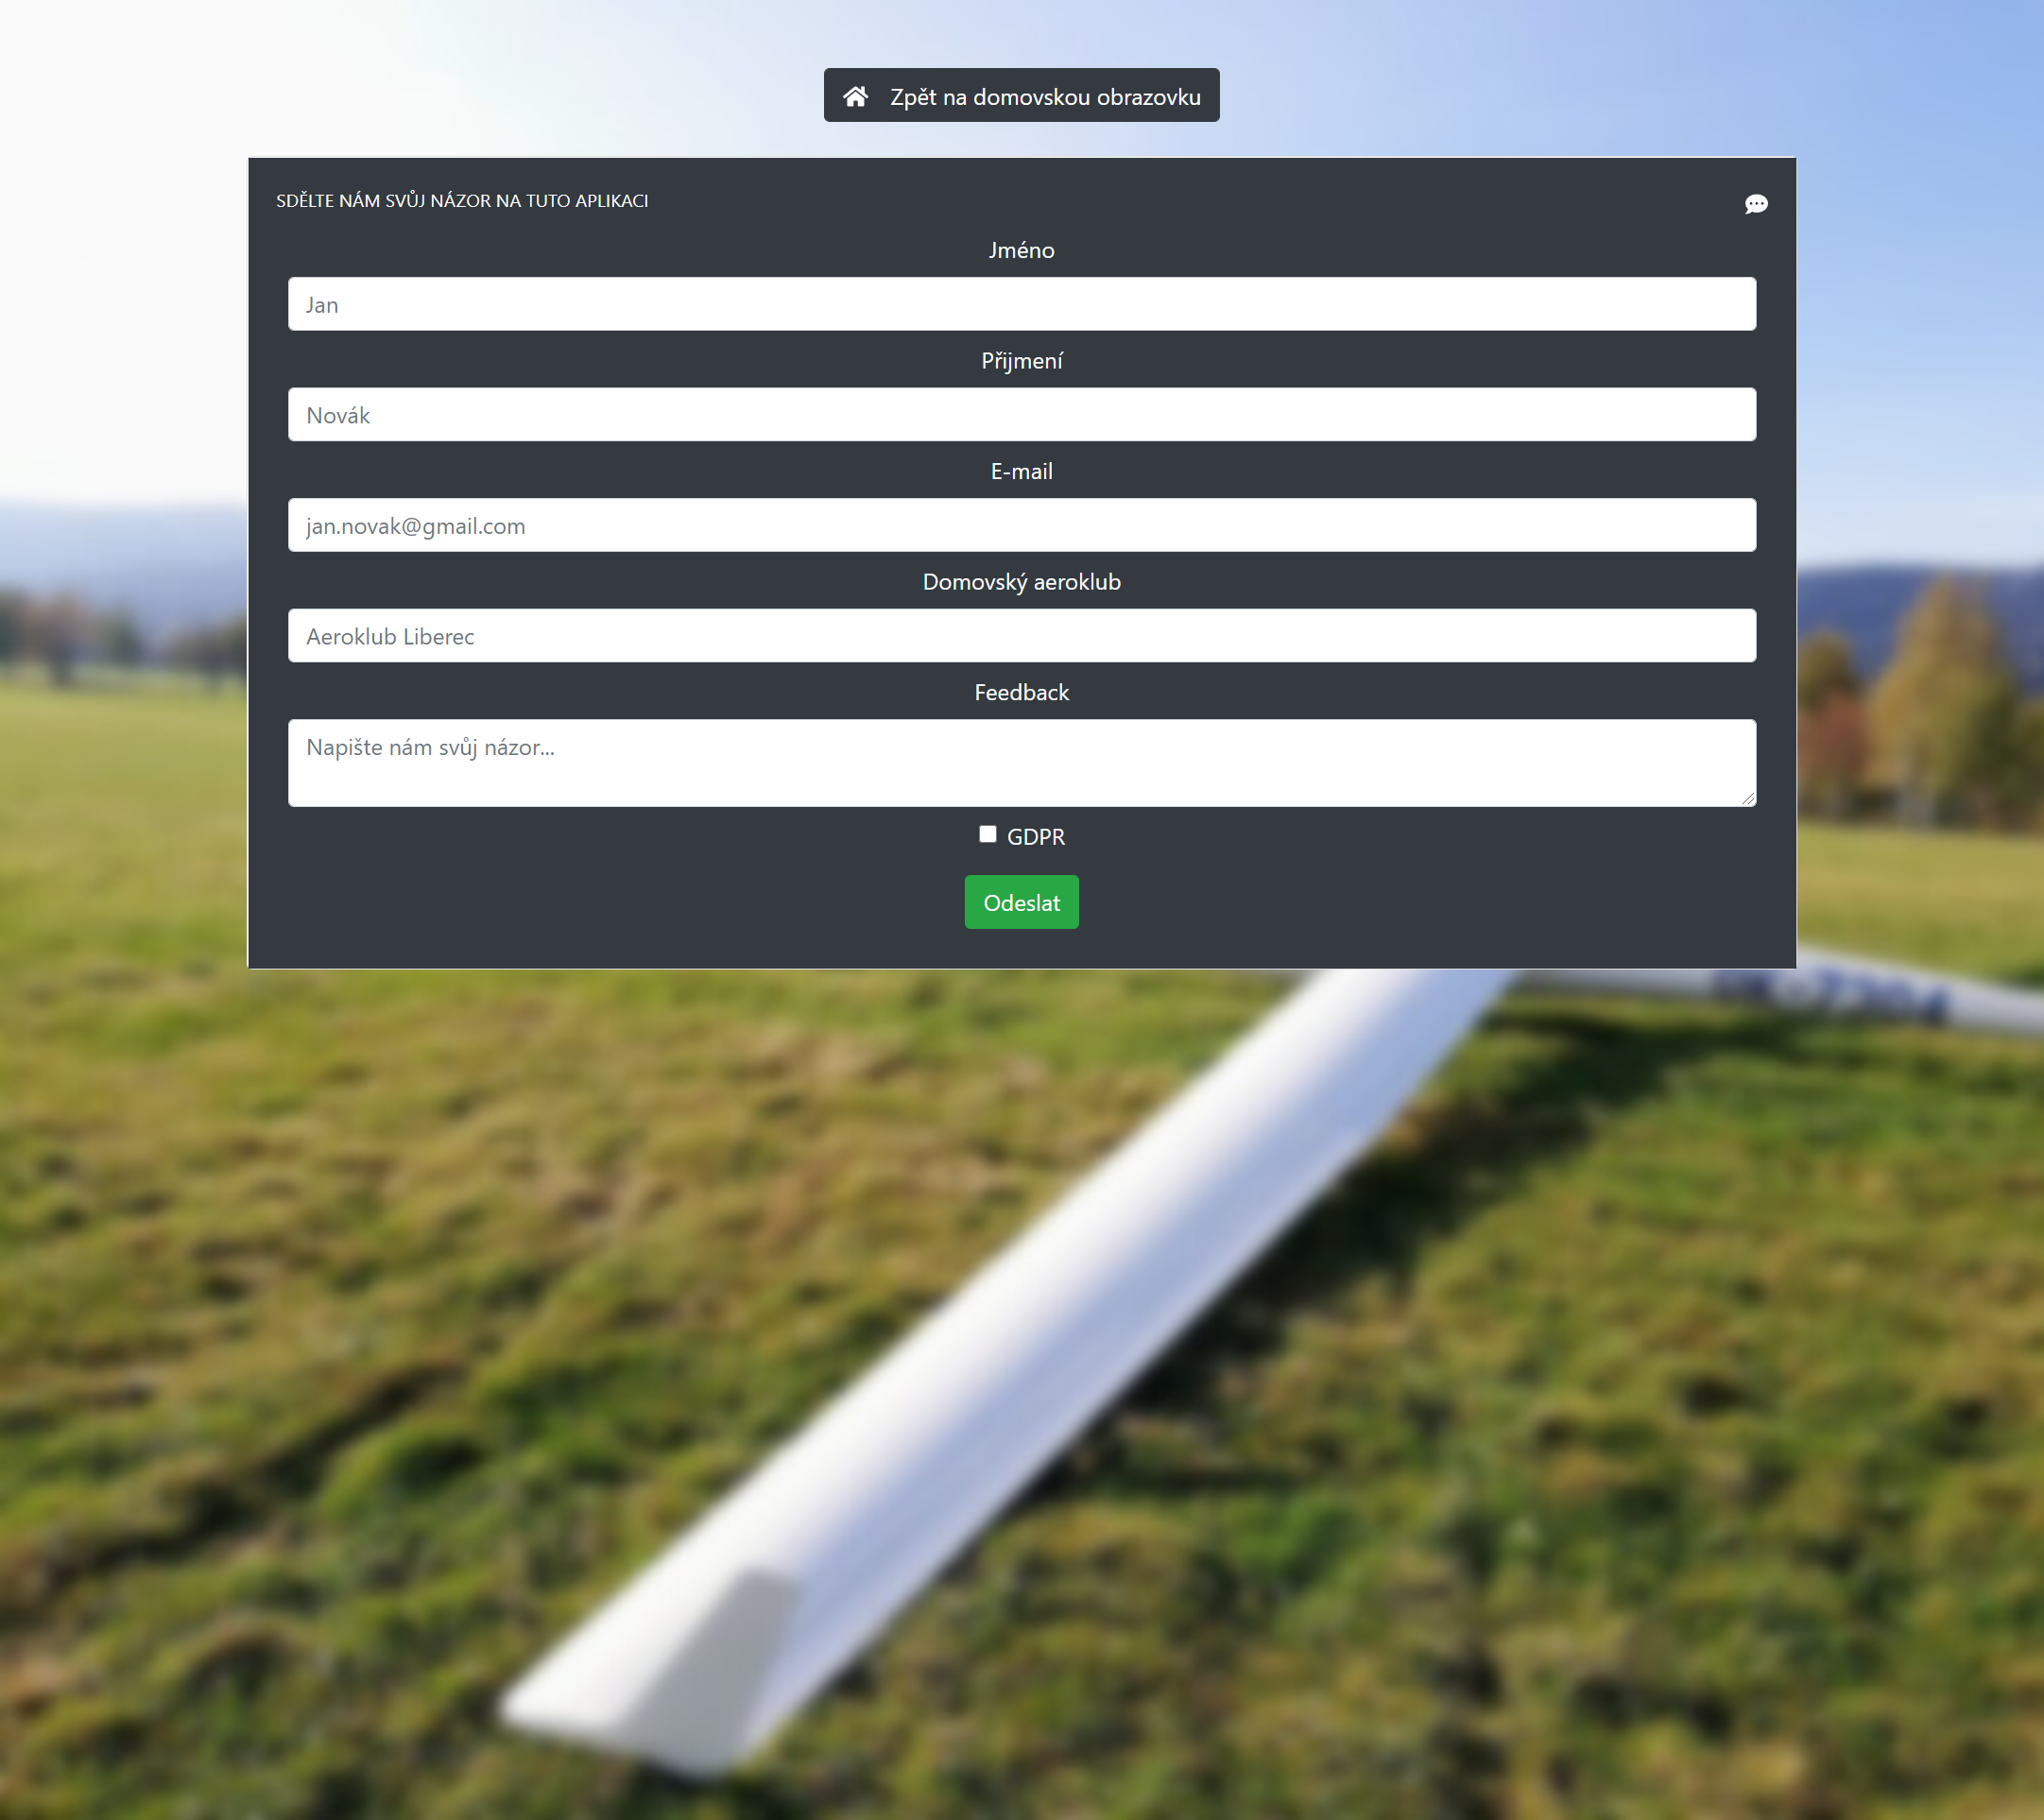 Zpět na domovskou obrazovku
SDĚLTE NÁM SVŮJ NÁZOR NA TUTO APLIKACI
Jméno
Jan
Přijmení
Novák
E-mail
jan.novak@gmail.com
Domovský aeroklub
Aeroklub Liberec
Feedback
Napište nám svůj názor...
GDPR
Odeslat